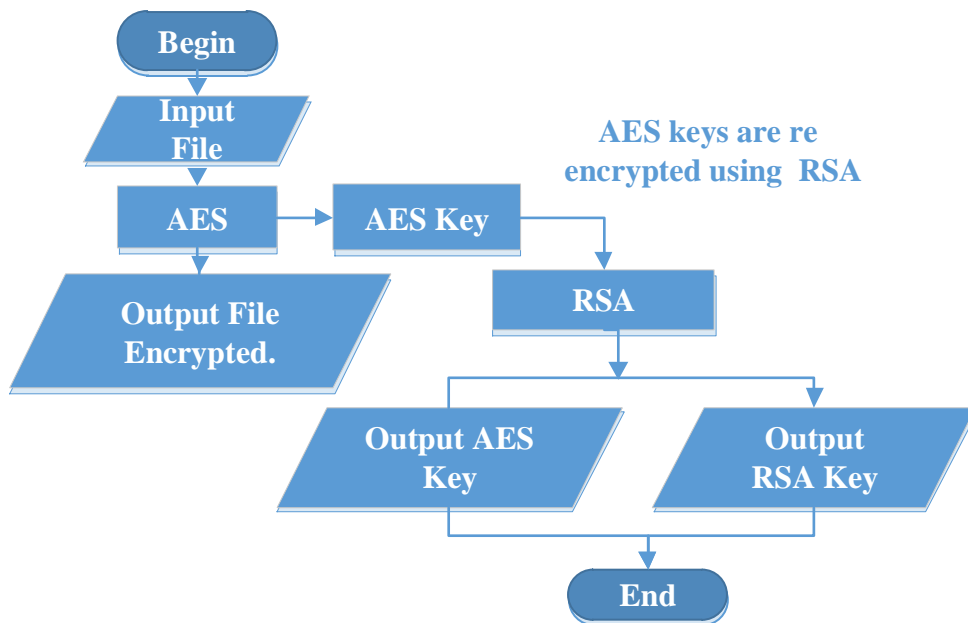 Begin
Input
File
AES keys are re
encrypted using RSA
AES
AES Key
RSA
Output File
Encrypted.
Output AES
Key
Output
RSA Key
End